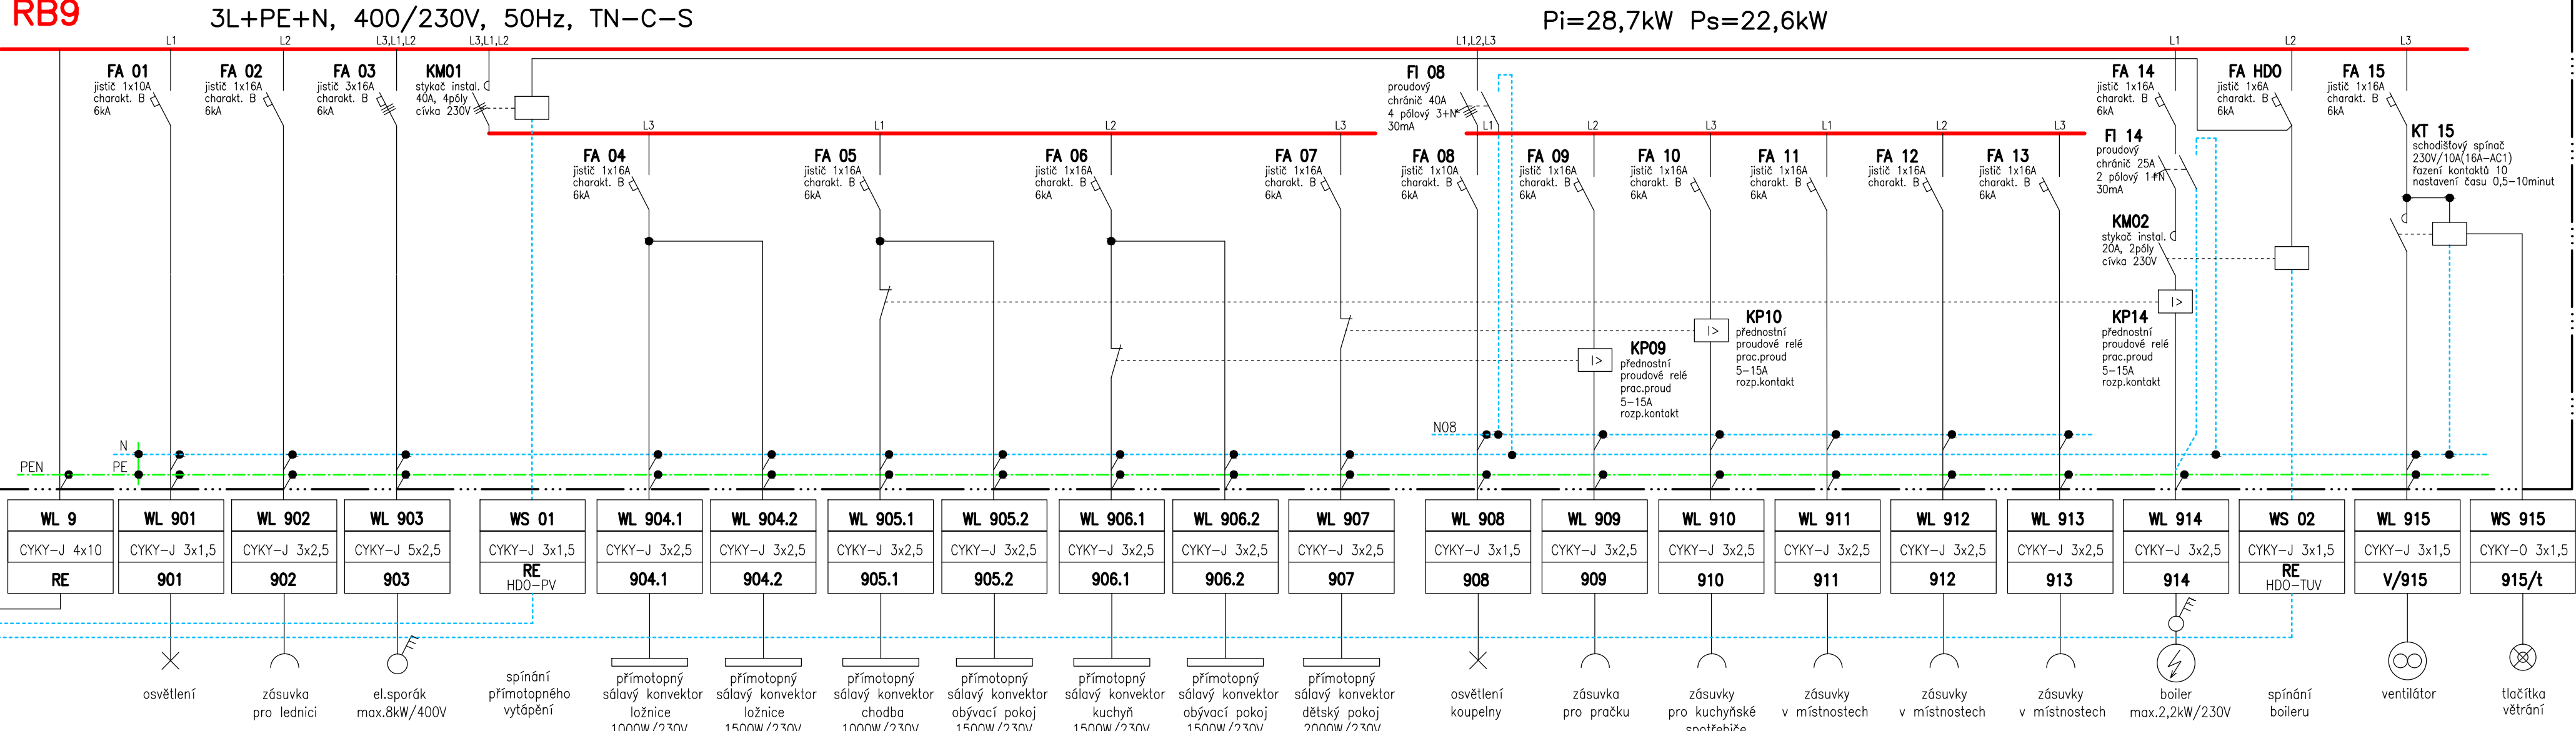 RB9
3L+PE+N, 400/230V, 50Hz, TN-C-S
Pi=28,7kW Ps=22,6kW
L1
L2
L3,L1,L2
L3,L1,L2
L1,L2,L3
L1
L2
L3
FA 01
jistič 1x10A
charakt. B
6kA
FA 02
jistič 1x16A
charakt. B
6kA
FA 03
jistič 3x16A
charakt. B
6kA
KM01
stykač instal.
40A, 4póly
cívka 230V
FI 08
proudový
chránič 40A
4 pólový 3+N
30mA
FA 14
jistič 1x16A
charakt. B
6kA
FA HDO
jistič 1x6A
charakt. B
6kA
FA 15
jistič 1x16A
charakt. B
6kA
L3
L1
L2
L3
L1
L2
L3
L1
L2
L3
FA 04
jistič 1x16A
charakt. B
6kA
FA 05
jistič 1x16A
charakt. B
6kA
FA 06
jistič 1x16A
charakt. B
6kA
FA 07
jistič 1x16A
charakt. B
6kA
FA 08
jistič 1x10A
charakt. B
6kA
FA 09
jistič 1x16A
charakt. B
6kA
FA 10
jistič 1x16A
charakt. B
6kA
FA 11
jistič 1x16A
charakt. B
6kA
FA 12
jistič 1x16A
charakt. B
FA 13
jistič 1x16A
charakt. B
6kA
FI 14
proudový
chránič 25A
2 pólový 1+N
30mA
KT 15
schodišťový spínač
230V/10A(16A-AC1)
řazení kontaktů 10
nastavení času 0,5-10minut
KM02
stykač instal.
20A, 2póly
cívka 230V
I>
KP14
přednostní
proudové relé
prac.proud
5-15A
rozp.kontakt
I>
KP10
přednostní
proudové relé
prac.proud
5-15A
rozp.kontakt
I>
KP09
přednostní
proudové relé
prac.proud
5-15A
rozp.kontakt
N08
N
PEN
PE
WL 9
CYKY-J 4x10
RE
WL 901
CYKY-J 3x1,5
901
WL 902
CYKY-J 3x2,5
902
WL 903
CYKY-J 5x2,5
903
WS 01
CYKY-J 3x1,5
RE
HDO-PV
WL 904.1
CYKY-J 3x2,5
904.1
WL 904.2
CYKY-J 3x2,5
904.2
WL 905.1
CYKY-J 3x2,5
905.1
WL 905.2
CYKY-J 3x2,5
905.2
WL 906.1
CYKY-J 3x2,5
906.1
WL 906.2
CYKY-J 3x2,5
906.2
WL 907
CYKY-J 3x2,5
907
WL 908
CYKY-J 3x1,5
908
WL 909
CYKY-J 3x2,5
909
WL 910
CYKY-J 3x2,5
910
WL 911
CYKY-J 3x2,5
911
WL 912
CYKY-J 3x2,5
912
WL 913
CYKY-J 3x2,5
913
WL 914
CYKY-J 3x2,5
914
WS 02
CYKY-J 3x1,5
RE
HDO-TUV
WL 915
CYKY-J 3x1,5
V/915
WS 915
CYKY-O 3x1,5
915/t
osvětlení
zásuvka
pro lednici
el.sporák
max.8kW/400V
spínání
přímotopného
vytápění
přímotopný
sálavý konvektor
ložnice
1000W/230V
přímotopný
sálavý konvektor
ložnice
1500W/230V
přímotopný
sálavý konvektor
chodba
1000W/230V
přímotopný
sálavý konvektor
obývací pokoj
1500W/230V
přímotopný
sálavý konvektor
kuchyň
1500W/230V
přímotopný
sálavý konvektor
obývací pokoj
1500W/230V
přímotopný
sálavý konvektor
dětský pokoj
2000W/230V
osvětlení
koupelny
zásuvka
pro pračku
zásuvky
pro kuchyňské
spotřebiče
zásuvky
v místnostech
zásuvky
v místnostech
zásuvky
v místnostech
boiler
max.2,2kW/230V
spínání
boileru
ventilátor
tlačítka
větrání